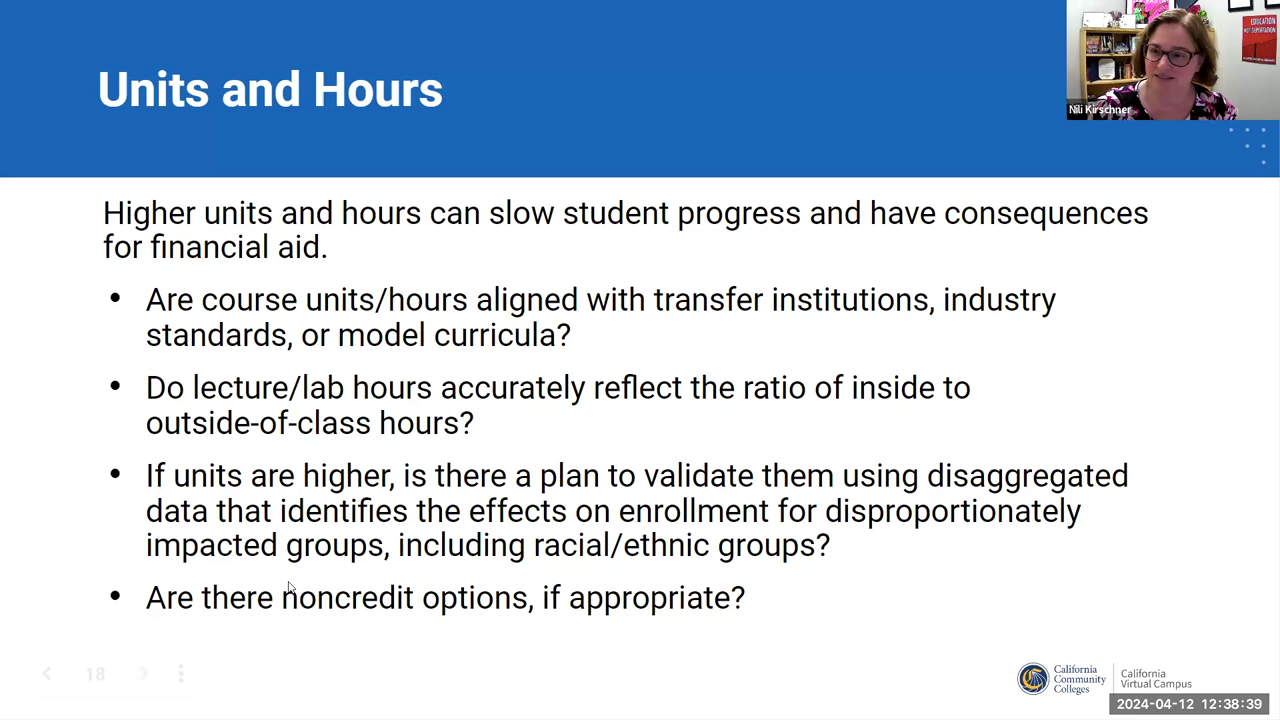 Units and Hours
EDUCATION
NOT DEPORTATION
Nili Kirschner
Higher units and hours can slow student progress and have consequences
for financial aid.
• Are course units/hours aligned with transfer institutions, industry
standards, or model curricula?
• Do lecture/lab hours accurately reflect the ratio of inside to
outside-of-class hours?
• If units are higher, is there a plan to validate them using disaggregated
data that identifies the effects on enrollment for disproportionately
impacted groups, including racial/ethnic groups?
• Are there noncredit options, if appropriate?
18
California
Community
Colleges
California
Virtual Campus
2024-04-12 12:38:39